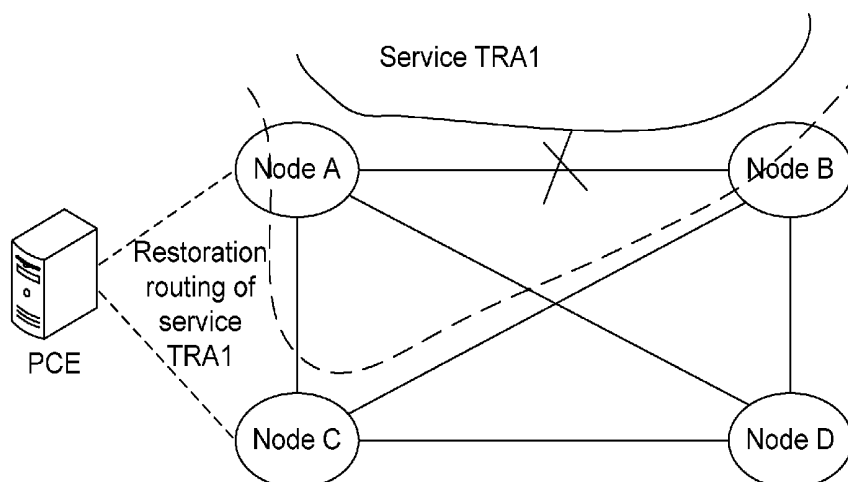 Service TRA1
Node A
Node B
Restoration
routing of
service
TRA1
PCE
Node C
Node D